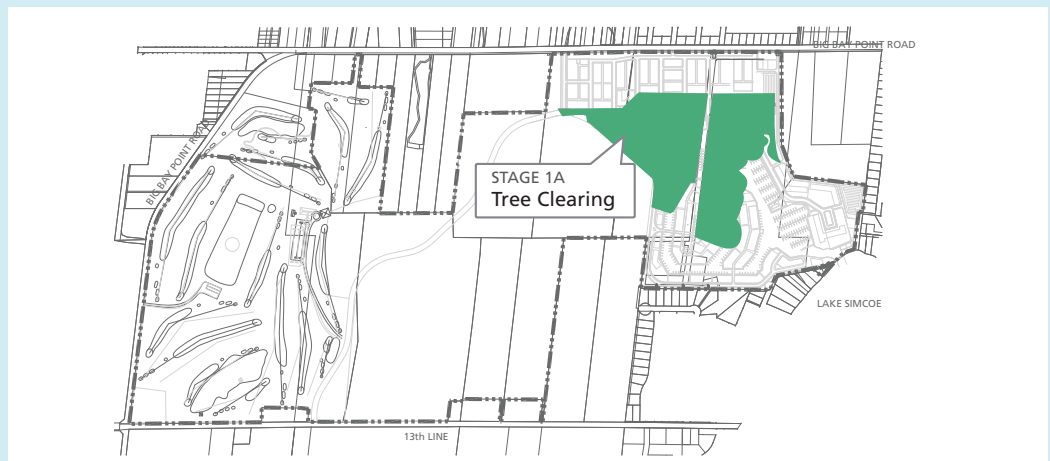 BIG BAY POINT ROAD
BIG BAY POINT ROAD
STAGE 1A
Tree Clearing
LAKE SIMCOE
13th LINE